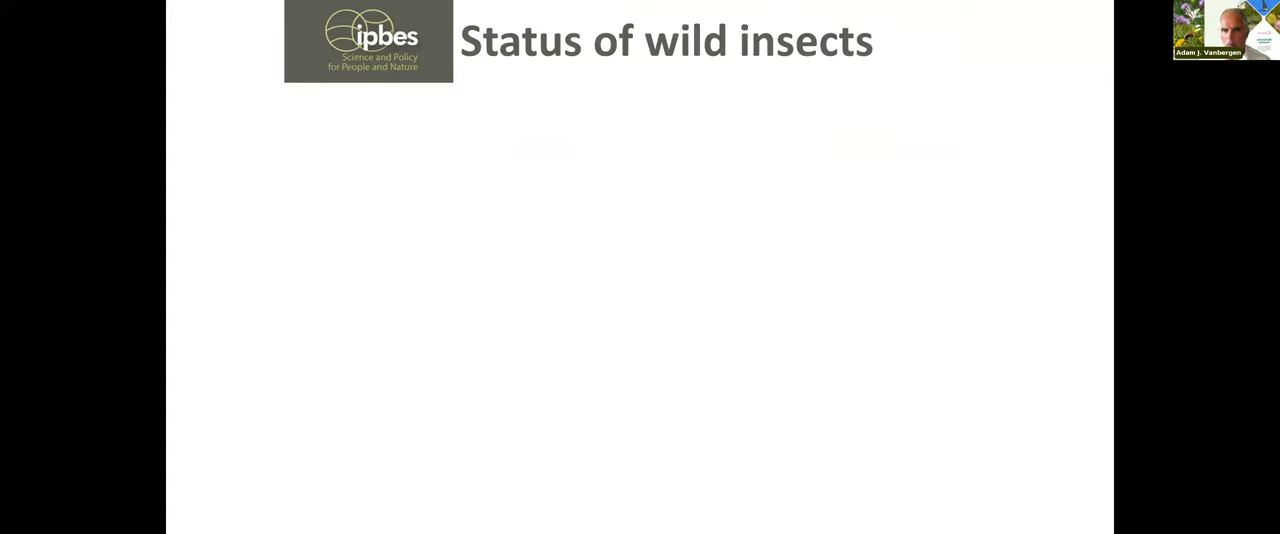 ipbes
Science and Policy
for People and Nature
Status of wild insects
Adam J. Vanbergen